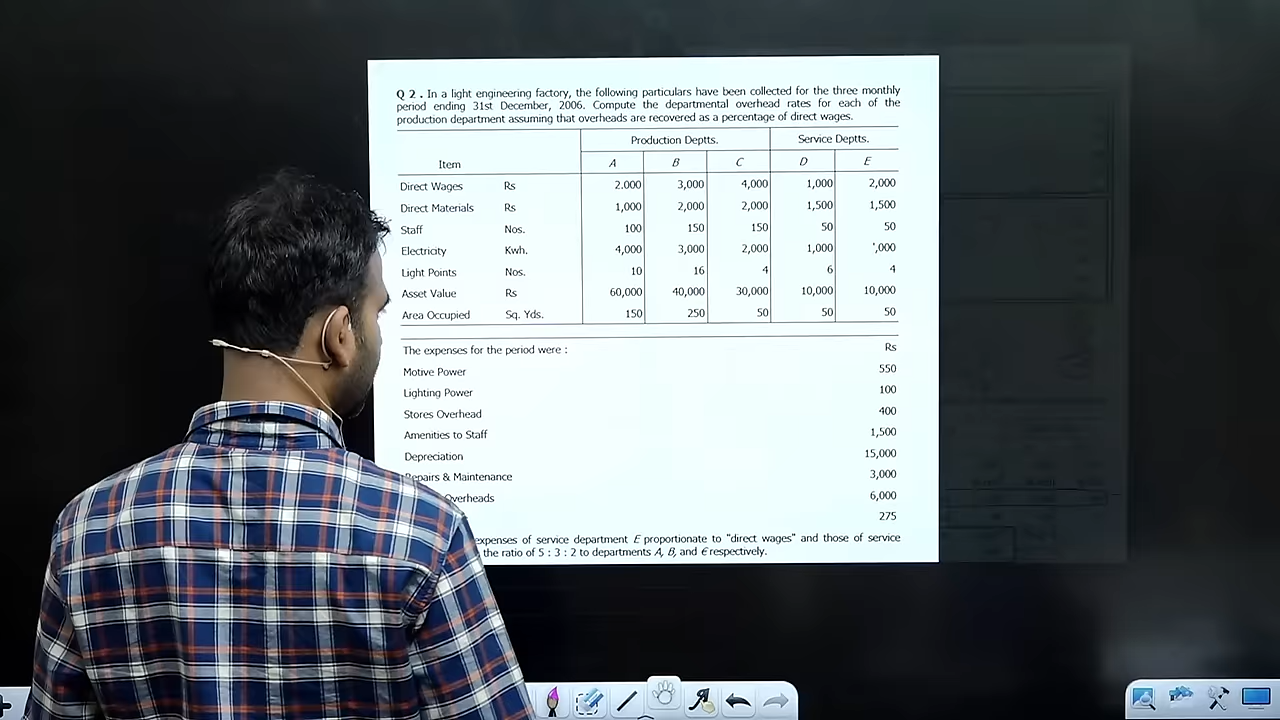 Q 2 . In a light engineering factory, the following particulars have been collected for the three monthly
period ending 31st December, 2006. Compute the departmental overhead rates for each of the
production department assuming that overheads are recovered as a percentage of direct wages.
Production Deptts. Service Deptts.
Item A B C D E
Direct Wages Rs 2.000 3,000 4,000 1,000 2,000
Direct Materials Rs 1,000 2,000 2,000 1,500 1,500
Staff Nos. 100 150 150 50 50
Electricity Kwh. 4,000 3,000 2,000 1,000 ',000
Light Points Nos. 10 16 4 6 4
Asset Value Rs 60,000 40,000 30,000 10,000 10,000
Area Occupied Sq. Yds. 150 250 50 50 50
The expenses for the period were : Rs
Motive Power 550
Lighting Power 100
Stores Overhead 400
Amenities to Staff 1,500
Depreciation 15,000
Repairs & Maintenance 3,000
Overheads 6,000
275
expenses of service department E proportionate to "direct wages" and those of service
the ratio of 5 : 3 : 2 to departments A, B, and € respectively.